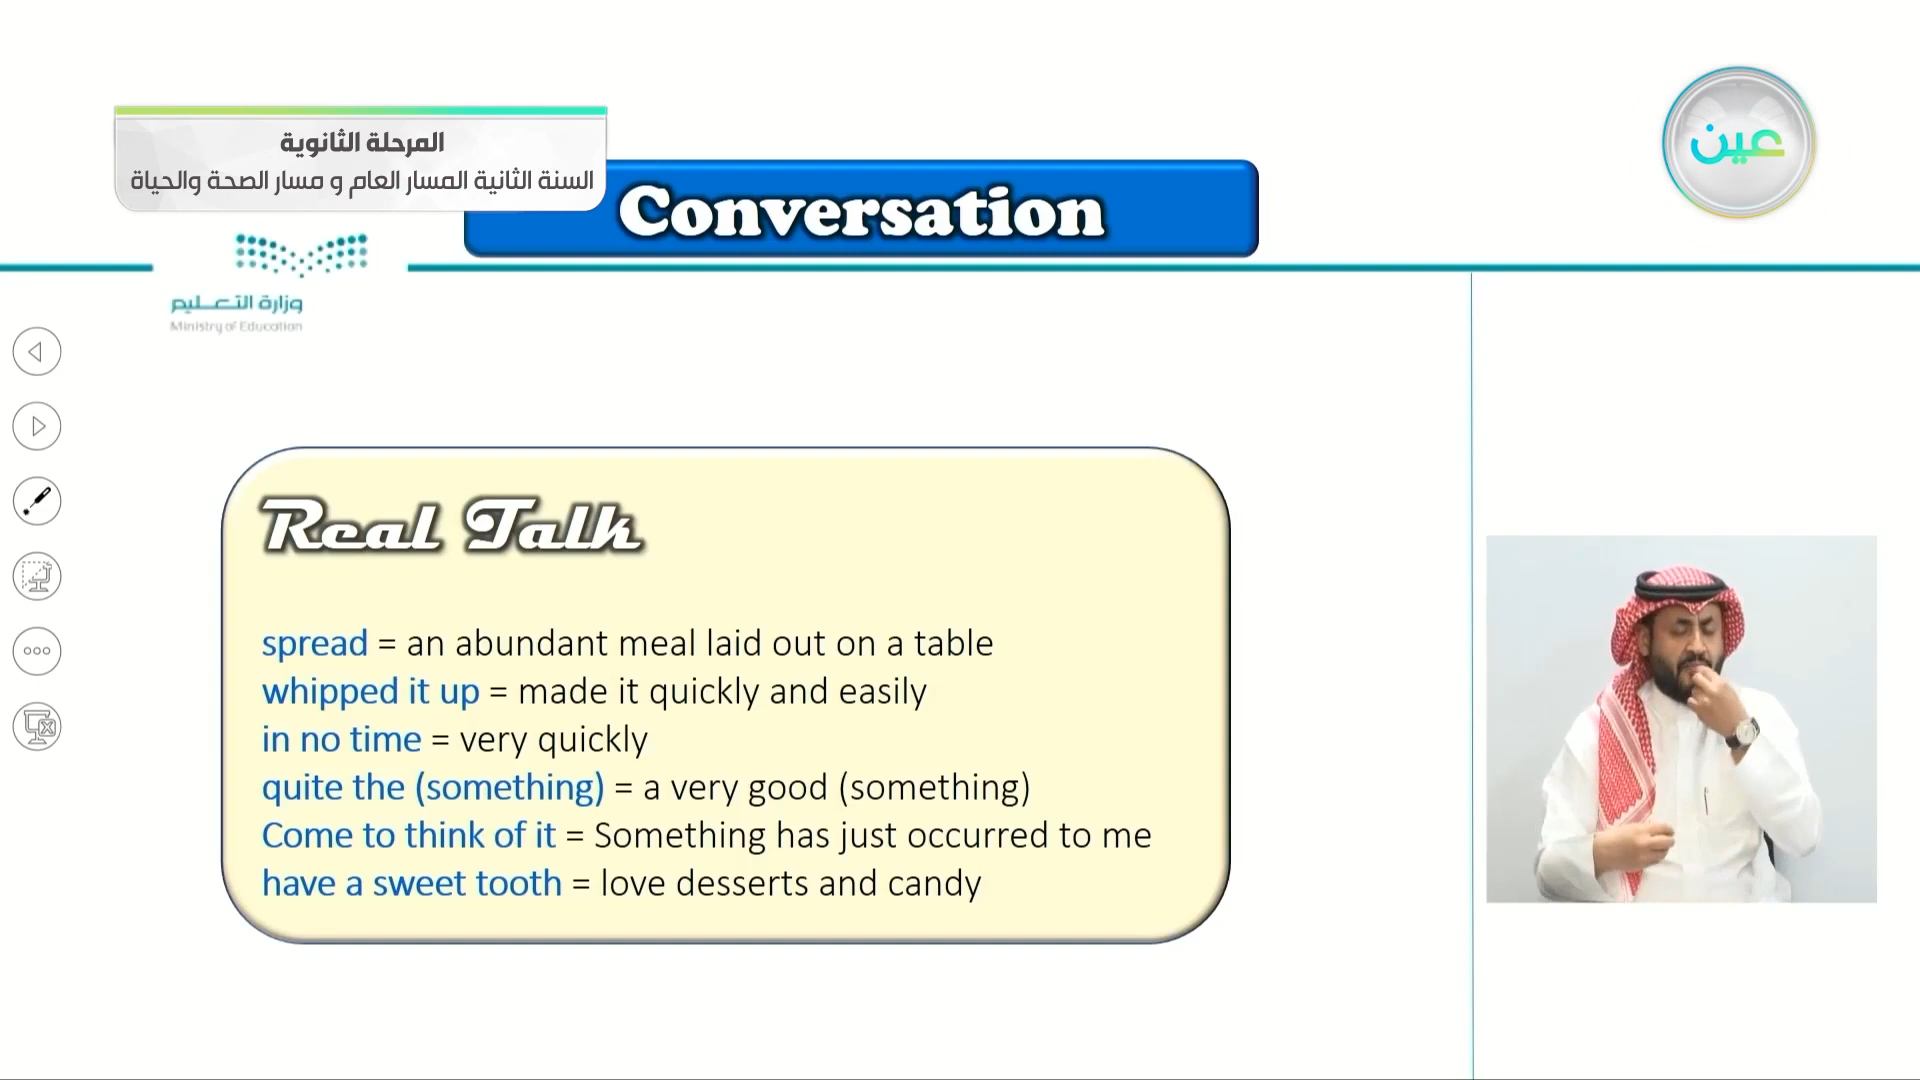 المرحلة الثانوية
السنة الثانية المسار العام و مسار الصحة والحياة
عين
Conversation
وزارة التعليم
Ministry of Education
Real Talk
spread = an abundant meal laid out on a table
whipped it up = made it quickly and easily
in no time = very quickly
quite the (something) = a very good (something)
Come to think of it = Something has just occurred to me
have a sweet tooth = love desserts and candy